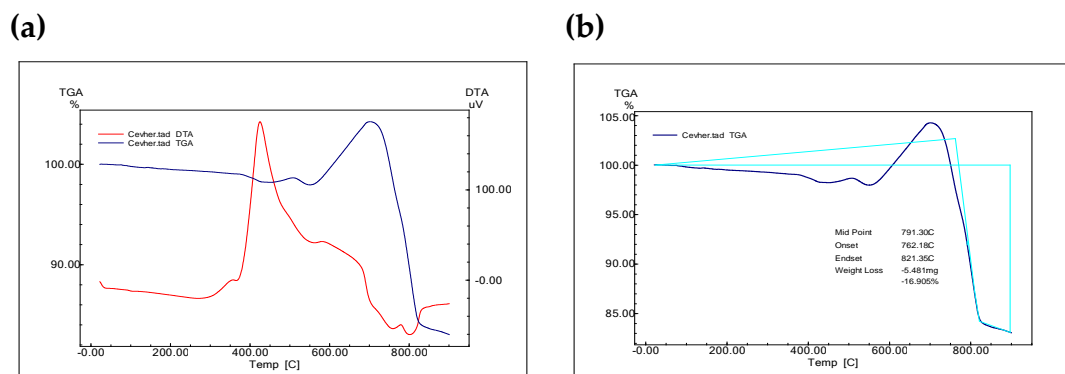 (a)
(b)
TGA
%
DTA
uV
Cevher.tad DTA
Cevher.tad TGA
100.00
90.00
100.00
-0.00
-0.00
200.00
400.00
600.00
800.00
Temp [C]
TGA
%
105.00
100.00
95.00
90.00
85.00
Cevher.tad TGA
Mid Point 791.30C
Onset 762.18C
Endset 821.35C
Weight Loss -5.481mg
-16.905%
-0.00
200.00
400.00
600.00
800.00
Temp [C]